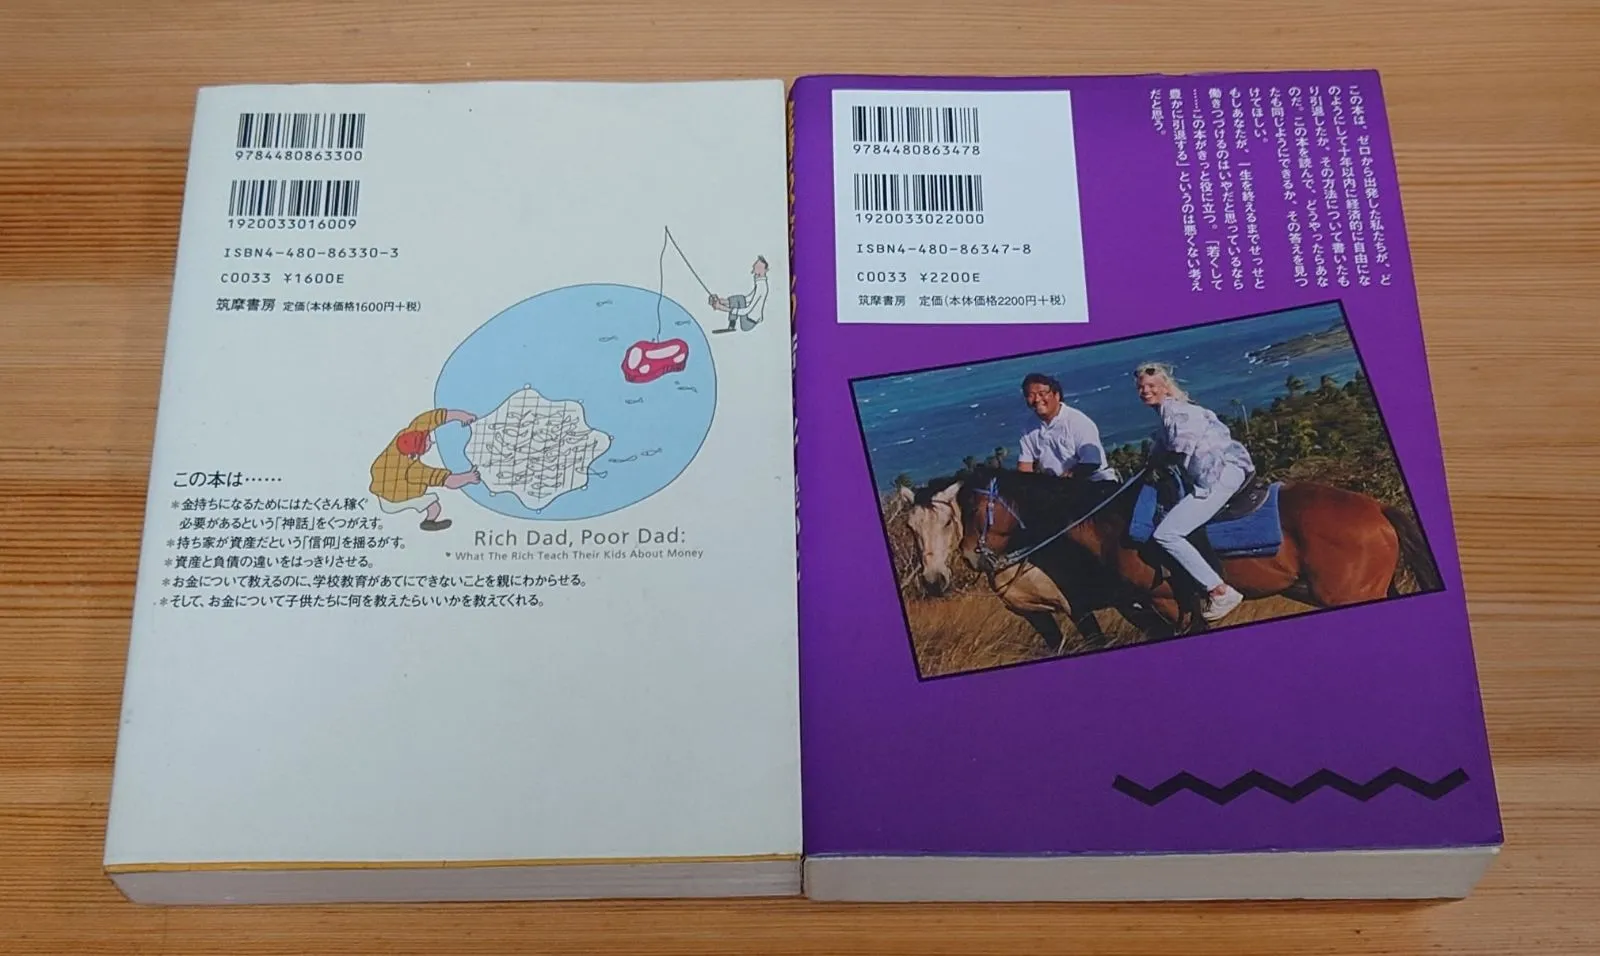 9784480863300
1920033016009
ISBN4-480-86330-3
C0033 ¥1600E
筑摩書房 定価(本体価格1600円+税)
この本は……
*金持ちになるためにはたくさん稼ぐ
必要があるという「神話」をくつがえす。
*持ち家が資産だという「信仰」を揺るがす。
*資産と負債の違いをはっきりさせる。
*お金について教えるのに、学校教育があてにできないことを親にわからせる。
*そして、お金について子供たちに何を教えたらいいかを教えてくれる。
Rich Dad, Poor Dad:
What The Rich Teach Their Kids About Money
9784480863478
1920033022000
ISBN4-480-86347-8
C0033 ¥2200E
筑摩書房 定価(本体価格2200円+税)
この本は、ゼロから出発した私たちが、ど
のようにして十年以内に経済的に自由にな
り引退したか、その方法について書いたも
のだ。この本を読んで、どうやったらあな
たも同じようにできるか、その答えを見つ
けてほしい。
もしあなたが、一生を終えるまでせっせと
働きつづけるのはいやだと思っているなら
……この本がきっと役に立つ。「若くして
豊かに引退する」というのは悪くない考え
だと思う。